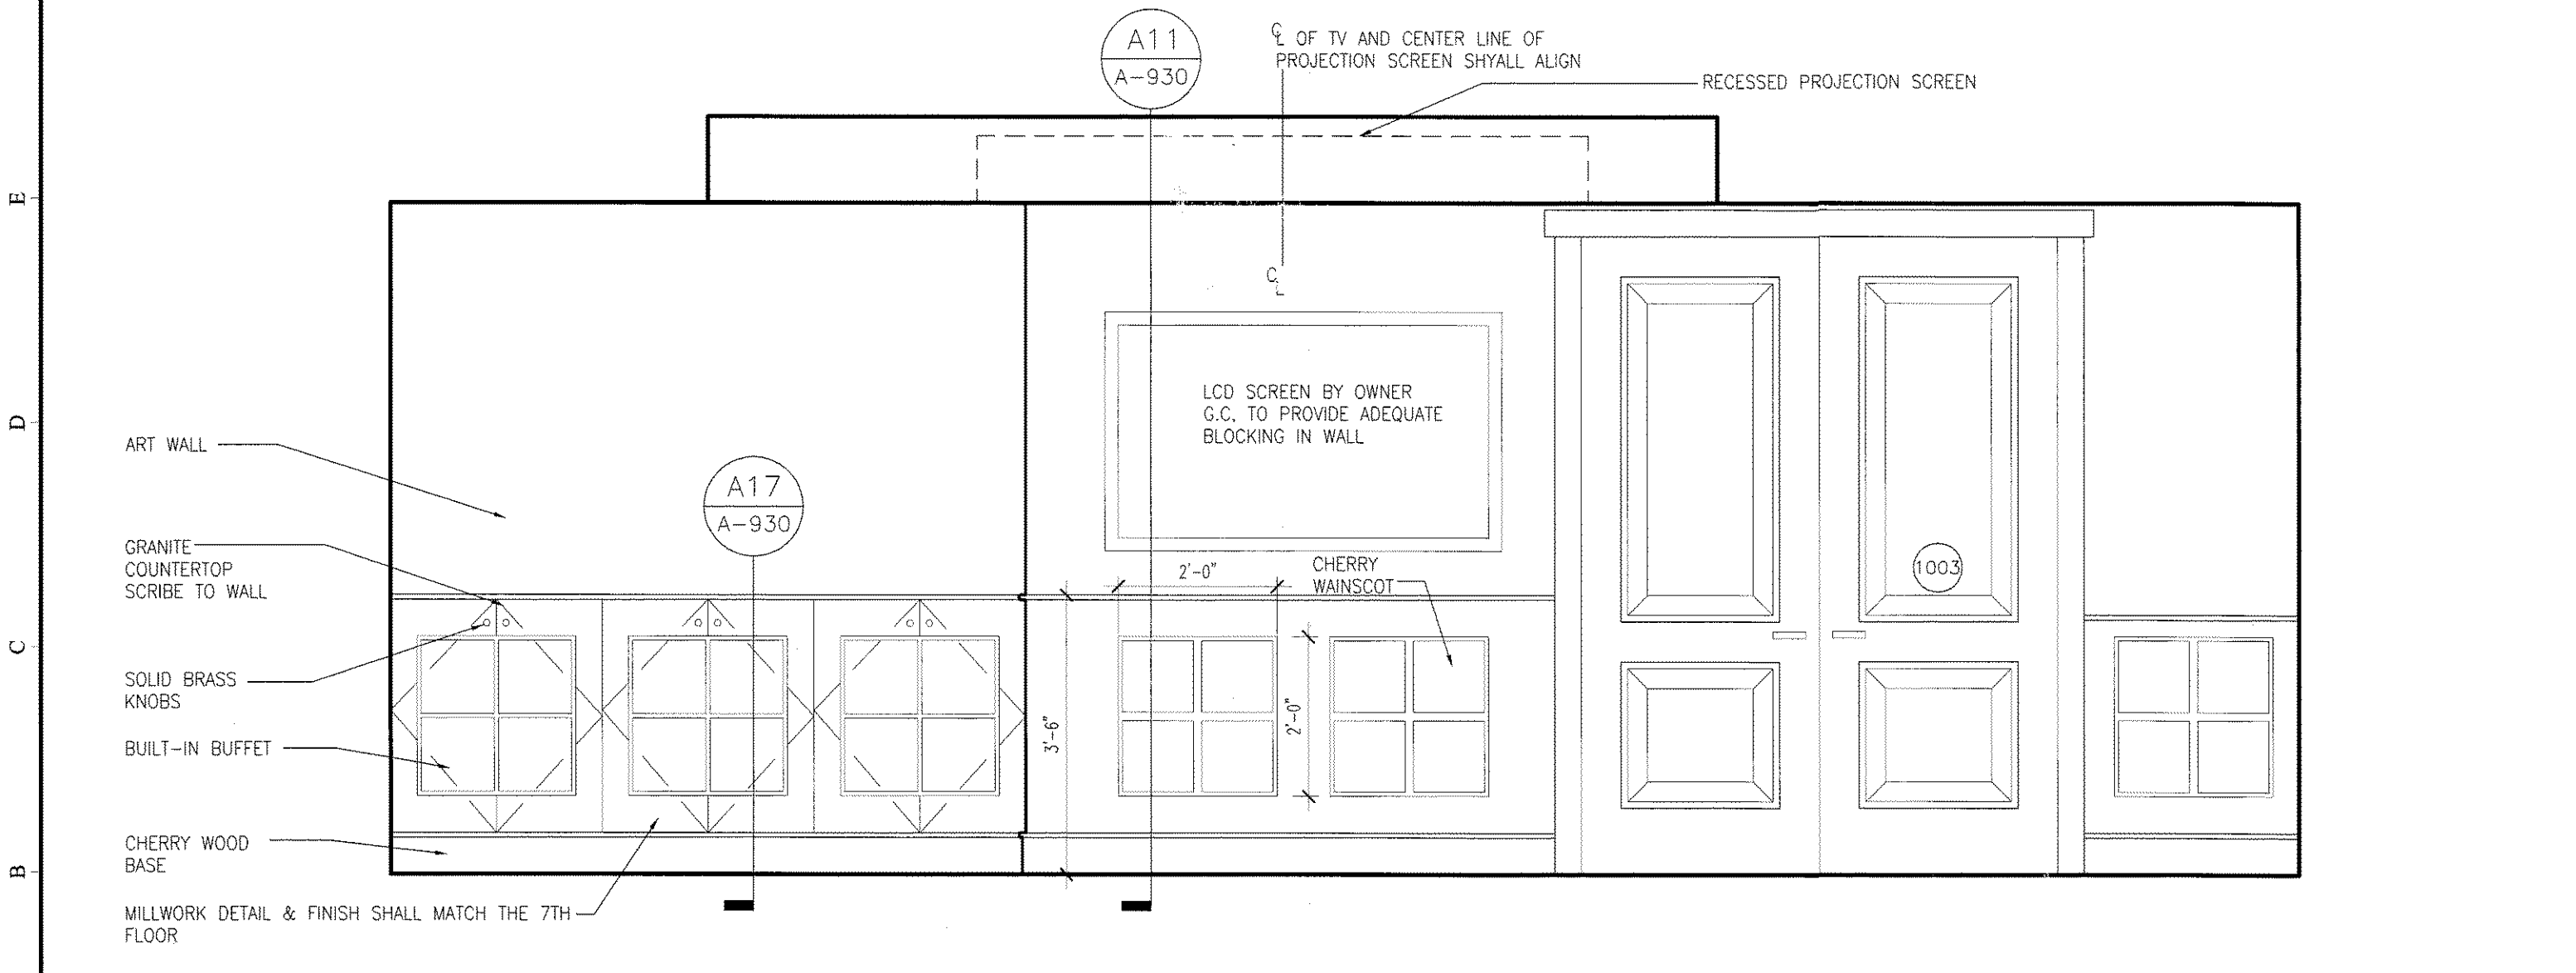 A11
A-930
℄ OF TV AND CENTER LINE OF
PROJECTION SCREEN SHYALL ALIGN
RECESSED PROJECTION SCREEN
E
℄
D
LCD SCREEN BY OWNER
G.C. TO PROVIDE ADEQUATE
BLOCKING IN WALL
ART WALL
A17
A-930
GRANITE
COUNTERTOP
SCRIBE TO WALL
2'-0"
CHERRY
WAINSCOT
1003
C
SOLID BRASS
KNOBS
3'-6"
2'-0"
BUILT-IN BUFFET
CHERRY WOOD
BASE
B
MILLWORK DETAIL & FINISH SHALL MATCH THE 7TH
FLOOR